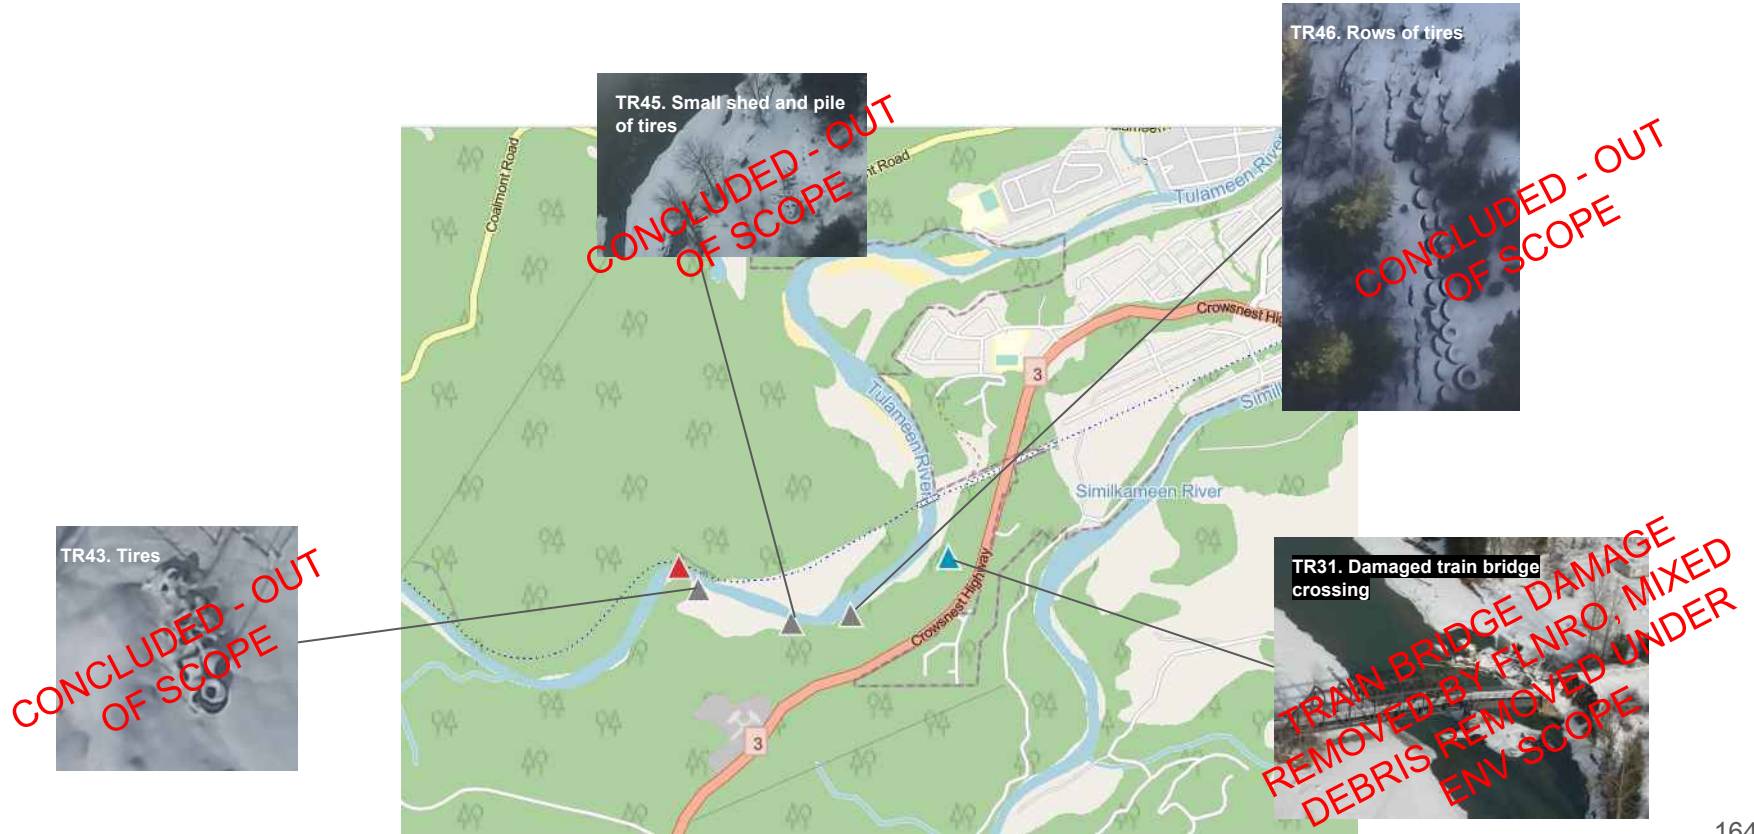 TR46. Rows of tires
CONCLUDED - OUT
OF SCOPE
TR45. Small shed and pile
of tires
CONCLUDED - OUT
OF SCOPE
Coalmont Road
Road
Tulameen River
Crowsnest
3
Tulameen River
Similkameen River
TR43. Tires
CONCLUDED - OUT
OF SCOPE
Crowsnest Highway
3
TR31. Damaged train bridge
crossing
TRAIN BRIDGE DAMAGE
REMOVED BY FLNRO, MIXED
DEBRIS REMOVED UNDER
ENV SCOPE
164